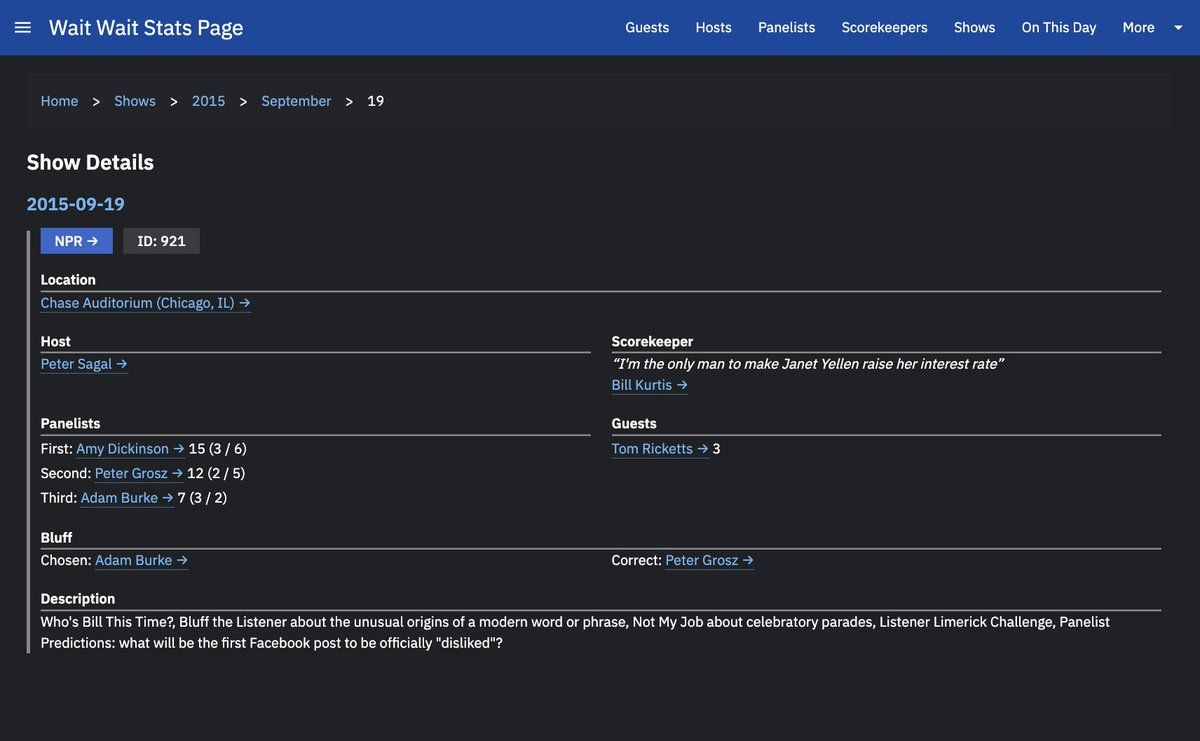 Wait Wait Stats Page
Guests Hosts Panelists Scorekeepers Shows On This Day More
Home > Shows > 2015 > September > 19
Show Details
2015-09-19
NPR → ID: 921
Location
Chase Auditorium (Chicago, IL) →
Host
Peter Sagal →
Scorekeeper
“I'm the only man to make Janet Yellen raise her interest rate”
Bill Kurtis →
Panelists
First: Amy Dickinson → 15 (3 / 6)
Second: Peter Grosz → 12 (2 / 5)
Third: Adam Burke → 7 (3 / 2)
Guests
Tom Ricketts → 3
Bluff
Chosen: Adam Burke →
Correct: Peter Grosz →
Description
Who's Bill This Time?, Bluff the Listener about the unusual origins of a modern word or phrase, Not My Job about celebratory parades, Listener Limerick Challenge, Panelist
Predictions: what will be the first Facebook post to be officially "disliked"?